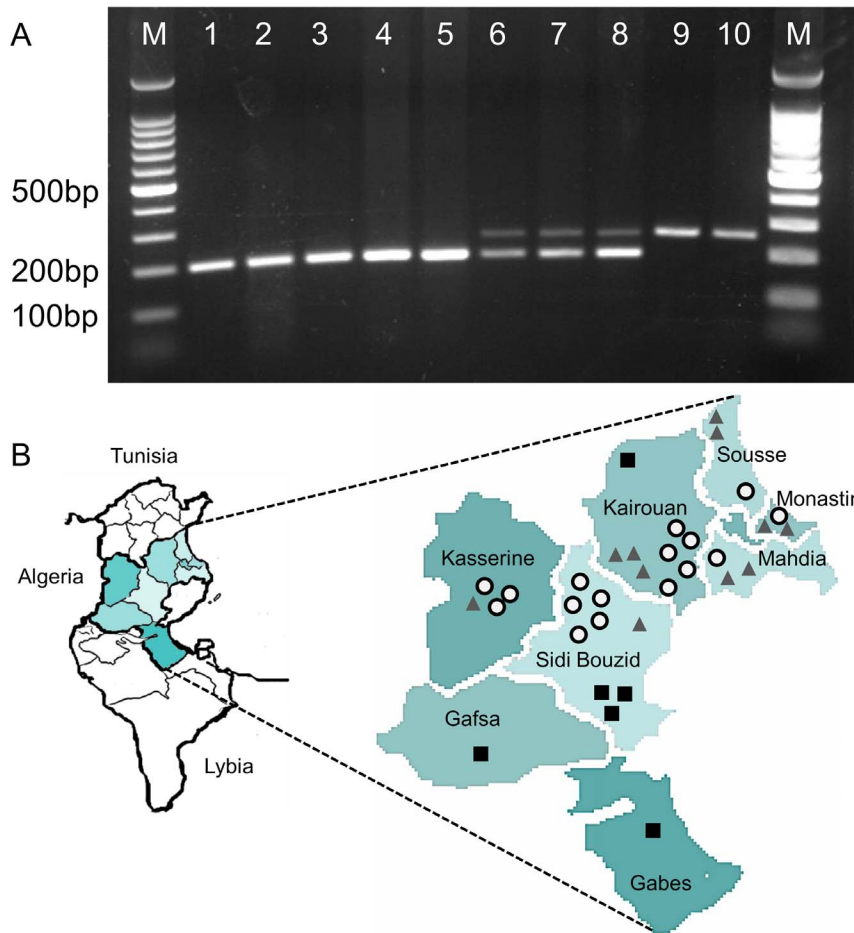 A
M 1 2 3 4 5 6 7 8 9 10 M
500bp
200bp
100bp
B
Tunisia
Algeria
Lybia
Sousse
Monastir
Kairouan
Mahdia
Kasserine
Sidi Bouzid
Gafsa
Gabes